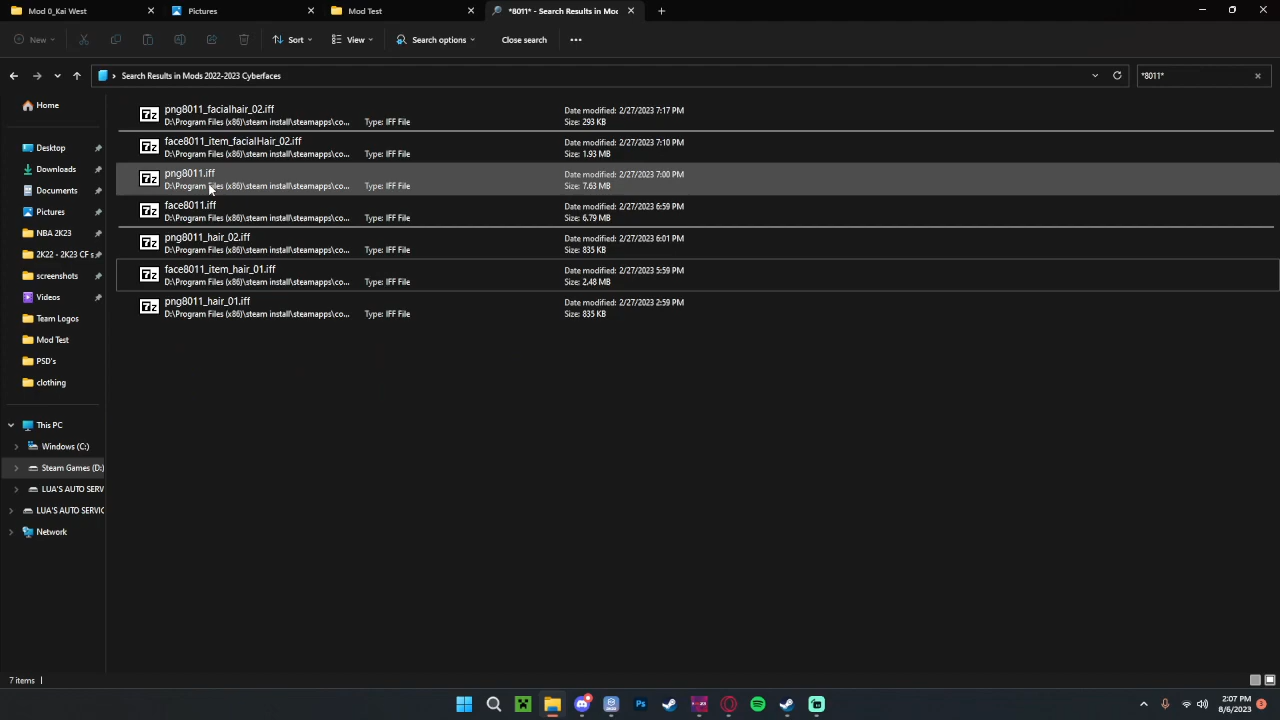 Mod 0_Kai West
Pictures
Mod Test
*8011* - Search Results in Moc
New
Sort
View
Search options
Close search
Search Results in Mods 2022-2023 Cyberfaces
*8011*
Home
Desktop
Downloads
Documents
Pictures
NBA 2K23
2K22 - 2K23 CF s
screenshots
Videos
Team Logos
Mod Test
PSD's
clothing
This PC
Windows (C:)
Steam Games (D:)
LUA'S AUTO SERV
LUA'S AUTO SERVIC
Network
png8011_facialhair_02.iff
D:\Program Files (x86)\steam install\steamapps\co...
Type: IFF File
Date modified: 2/27/2023 7:17 PM
Size: 293 KB
face8011_item_facialHair_02.iff
D:\Program Files (x86)\steam install\steamapps\co...
Type: IFF File
Date modified: 2/27/2023 7:10 PM
Size: 1.93 MB
png8011.iff
D:\Program Files (x86)\steam install\steamapps\co...
Type: IFF File
Date modified: 2/27/2023 7:00 PM
Size: 7.63 MB
face8011.iff
D:\Program Files (x86)\steam install\steamapps\co...
Type: IFF File
Date modified: 2/27/2023 6:59 PM
Size: 6.79 MB
png8011_hair_02.iff
D:\Program Files (x86)\steam install\steamapps\co...
Type: IFF File
Date modified: 2/27/2023 6:01 PM
Size: 835 KB
face8011_item_hair_01.iff
D:\Program Files (x86)\steam install\steamapps\co...
Type: IFF File
Date modified: 2/27/2023 5:59 PM
Size: 2.48 MB
png8011_hair_01.iff
D:\Program Files (x86)\steam install\steamapps\co...
Type: IFF File
Date modified: 2/27/2023 2:59 PM
Size: 835 KB
7 items
2:07 PM
8/6/2023